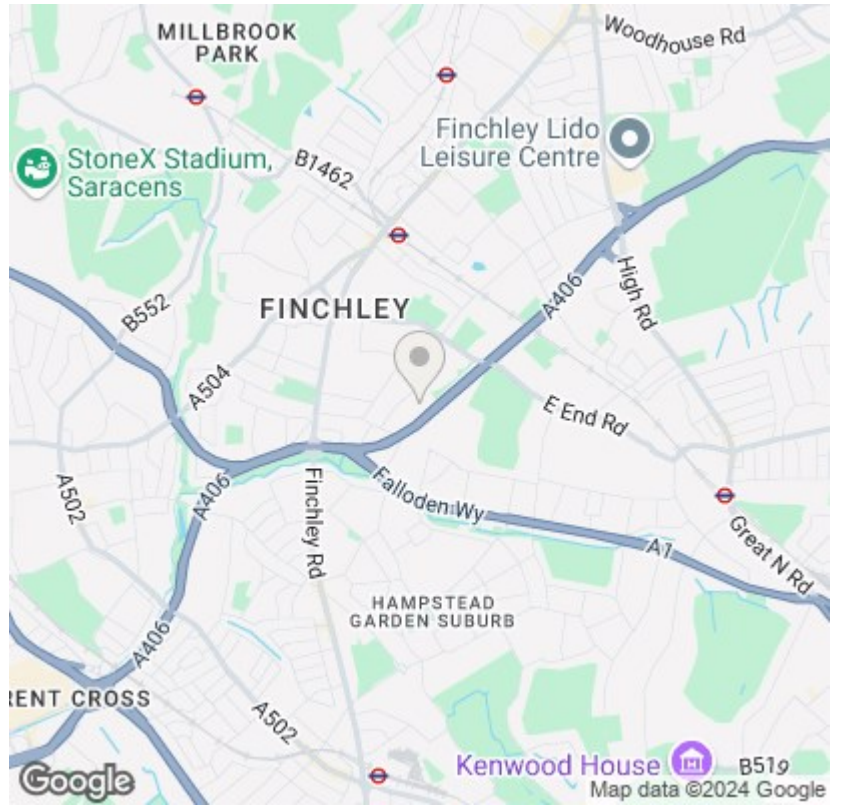 MILLBROOK
PARK
Woodhouse Rd
Finchley Lido
Leisure Centre
StoneX Stadium,
Saracens
B1462
FINCHLEY
High Rd
A406
B552
A504
E End Rd
A502
A406
Finchley Rd
Falloden Wy
A1
Great N Rd
HAMPSTEAD
GARDEN SUBURB
A406
RENT CROSS
A502
Kenwood House
B519
Google
Map data ©2024 Google